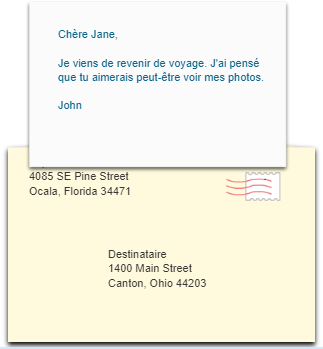 Chère Jane,
Je viens de revenir de voyage. J'ai pensé
que tu aimerais peut-être voir mes photos.
John
4085 SE Pine Street
Ocala, Florida 34471
Destinataire
1400 Main Street
Canton, Ohio 44203